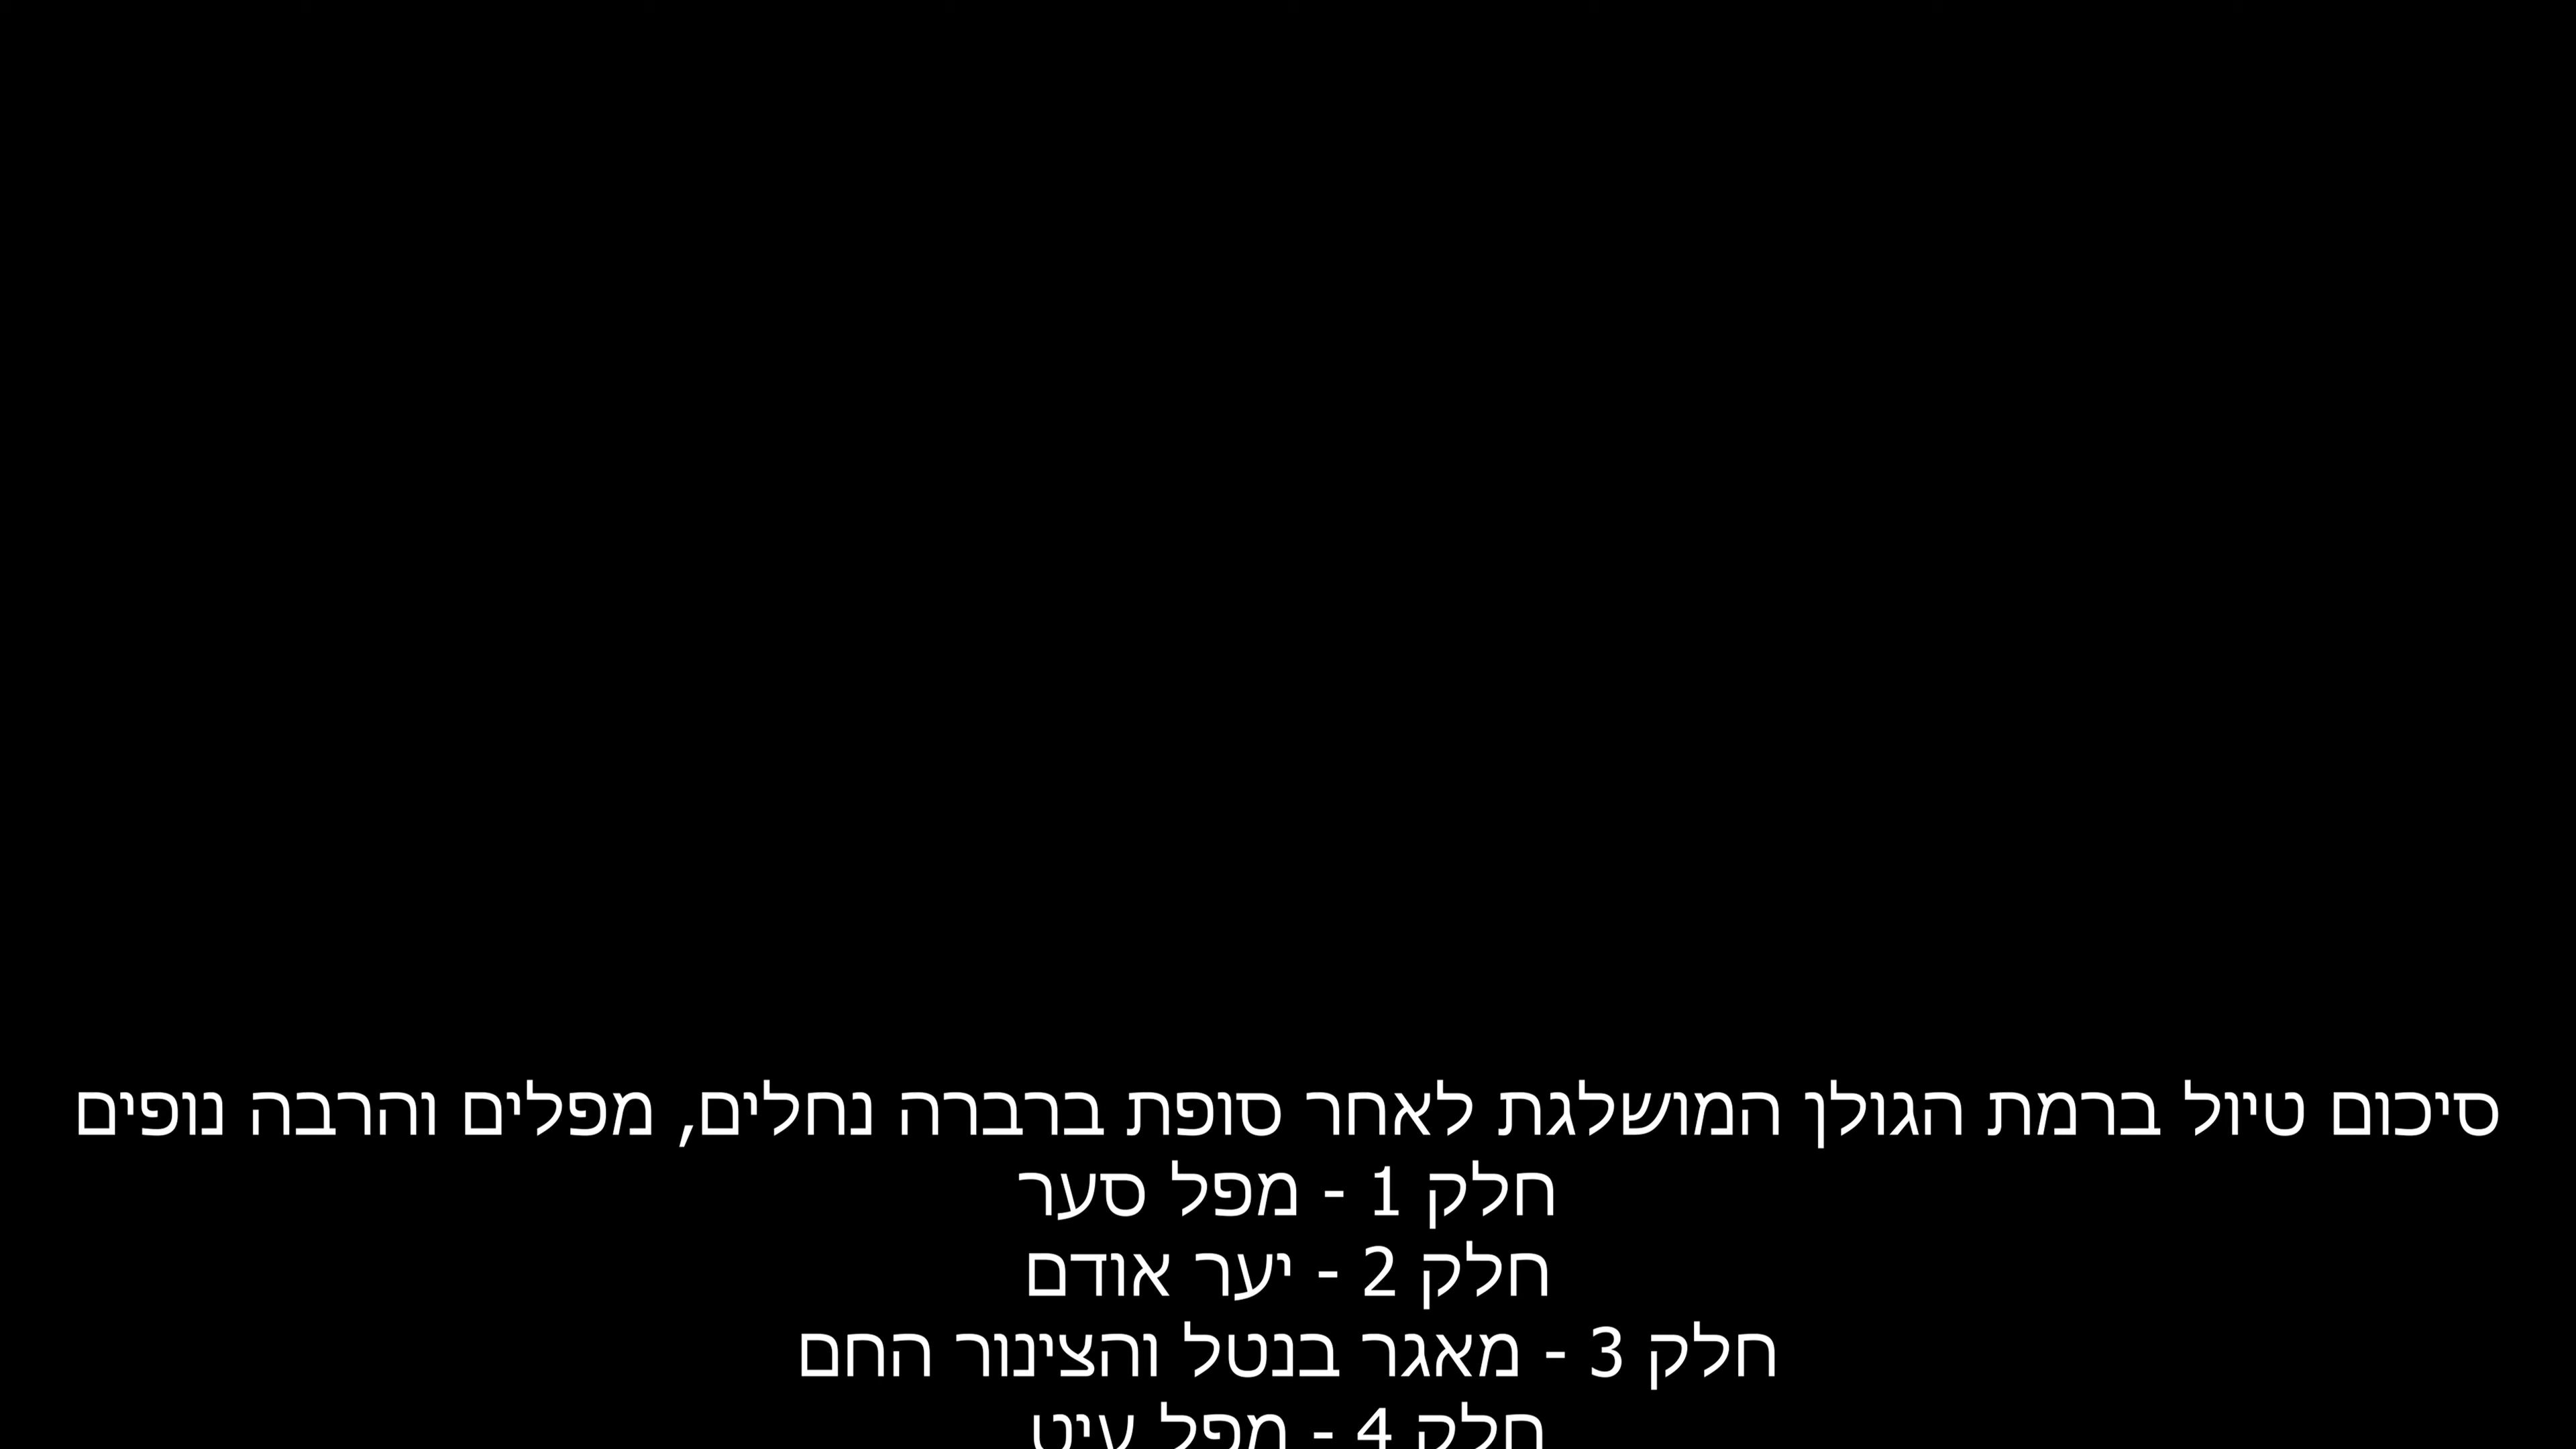 סיכום טיול ברמת הגולן המושלגת לאחר סופת ברברה נחלים, מפלים והרבה נופים
חלק 1 - מפל סער
חלק 2 - יער אודם
חלק 3 - מאגר בנטל והצינור החם
חלק 4 - מפל עיט